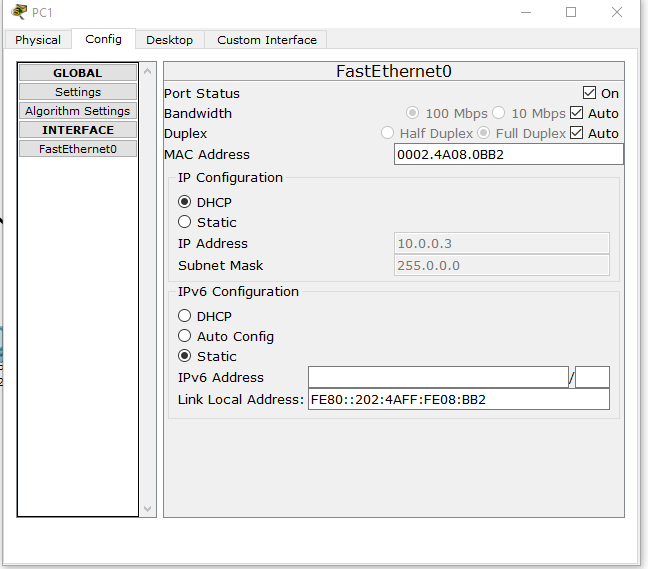 PC1
Physical Config Desktop Custom Interface
GLOBAL
Settings
Algorithm Settings
INTERFACE
FastEthernet0
FastEthernet0
Port Status On
Bandwidth 100 Mbps 10 Mbps Auto
Duplex Half Duplex Full Duplex Auto
MAC Address 0002.4A08.0BB2
IP Configuration
DHCP
Static
IP Address 10.0.0.3
Subnet Mask 255.0.0.0
IPv6 Configuration
DHCP
Auto Config
Static
IPv6 Address /
Link Local Address: FE80::202:4AFF:FE08:BB2